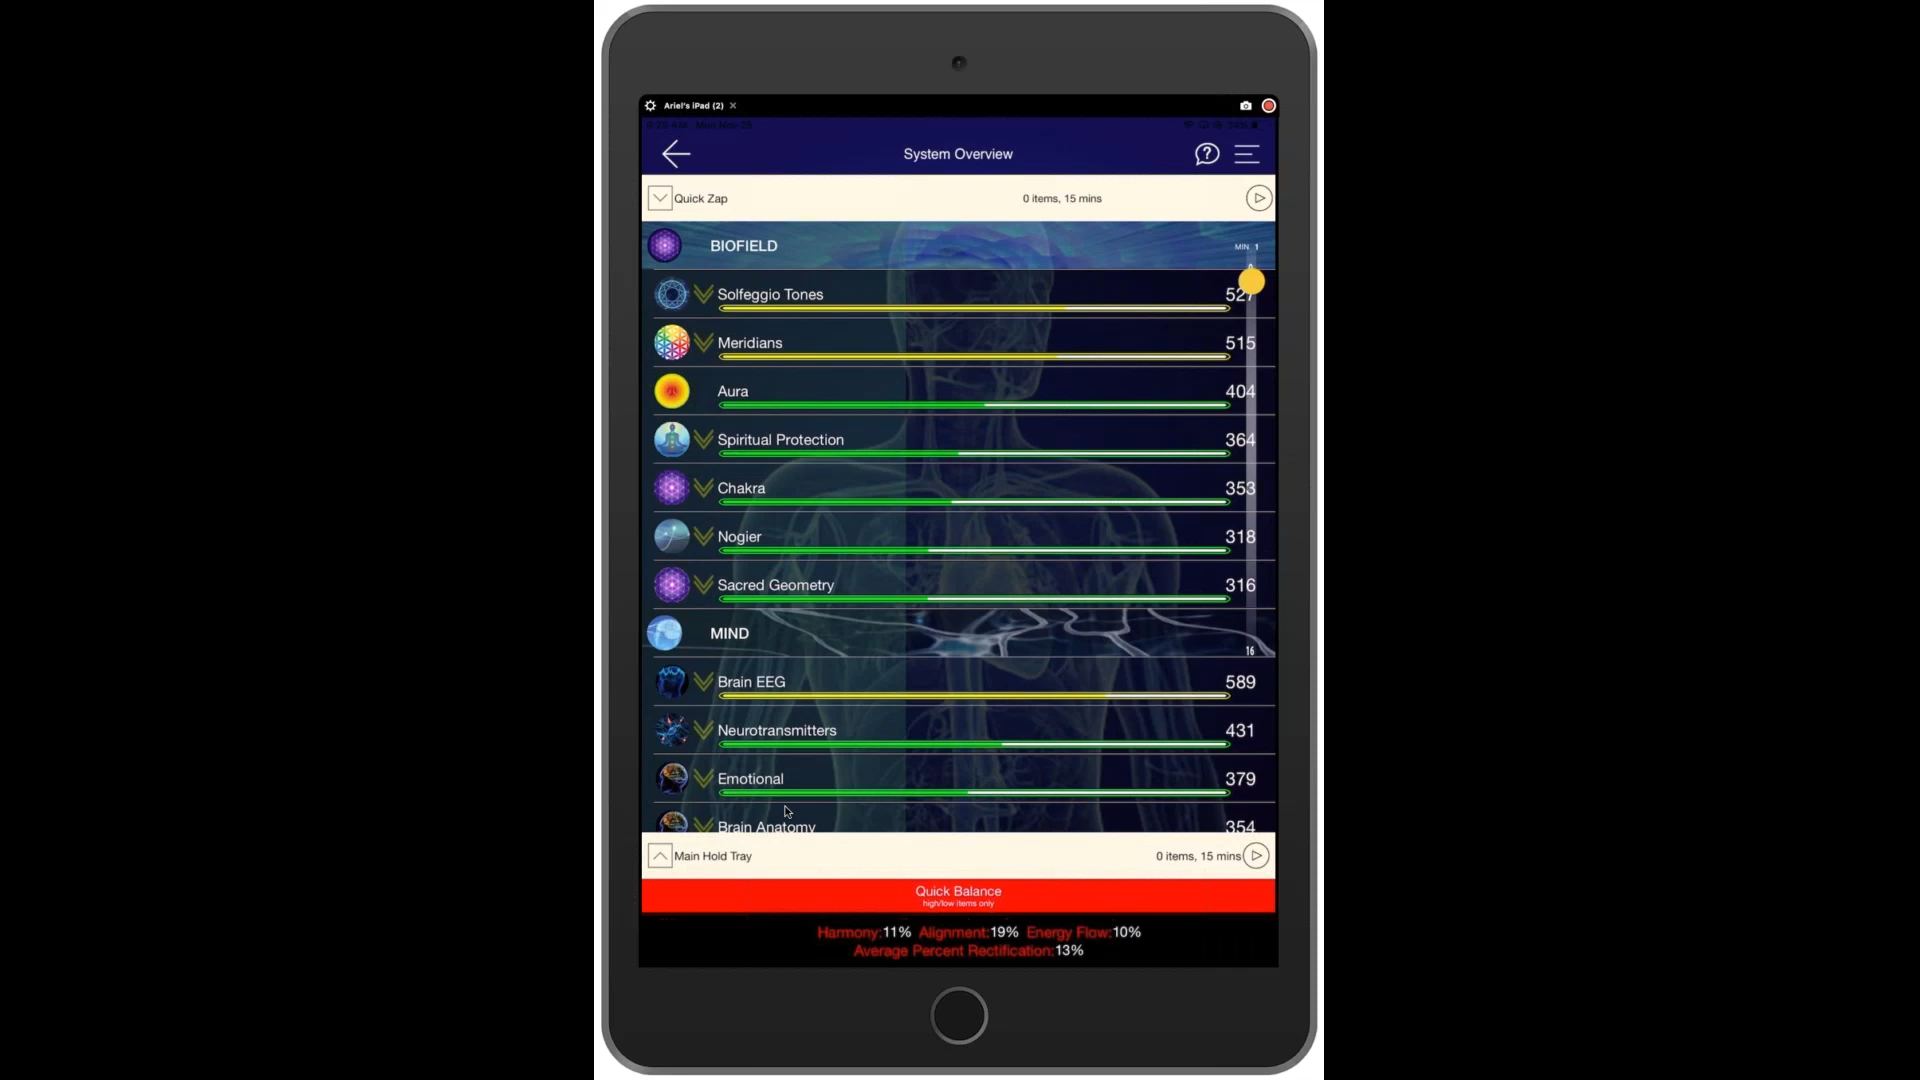 Ariel's iPad (2)
System Overview
Quick Zap 0 items, 15 mins
BIOFIELD MIN 1
Solfeggio Tones 527
Meridians 515
Aura 404
Spiritual Protection 364
Chakra 353
Nogier 318
Sacred Geometry 316
MIND 16
Brain EEG 589
Neurotransmitters 431
Emotional 379
Brain Anatomy 354
Main Hold Tray 0 items, 15 mins
Quick Balance
high/low items only
Harmony:11% Alignment:19% Energy Flow:10%
Average Percent Rectification:13%